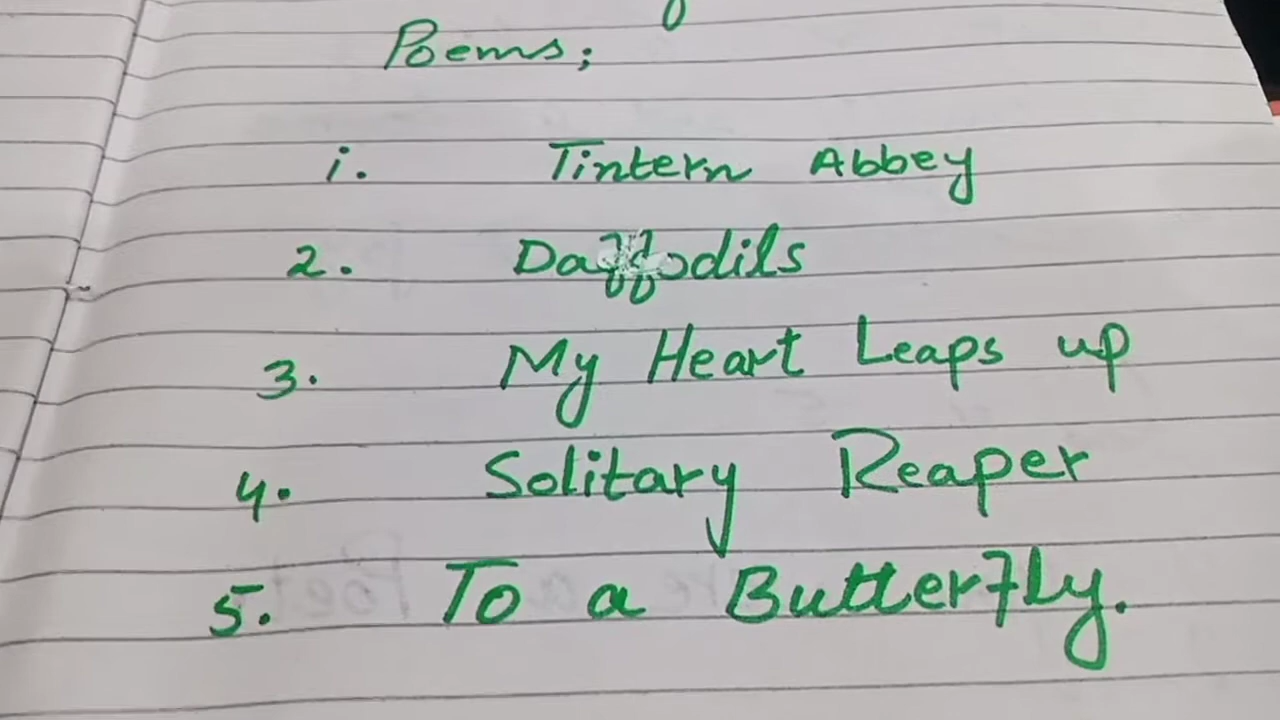 Poems;
i. Tintern Abbey
2. Daffodils
3. My Heart Leaps up
4. Solitary Reaper
5. To a Butterfly.